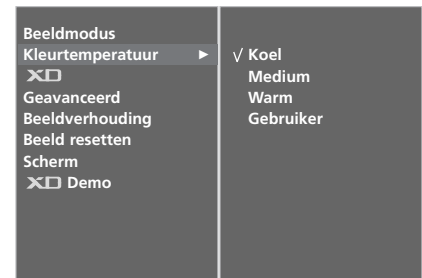 Beeldmodus
Kleurtemperatuur ►
XD
Geavanceerd
Beeldverhouding
Beeld resetten
Scherm
XD Demo
√ Koel
Medium
Warm
Gebruiker